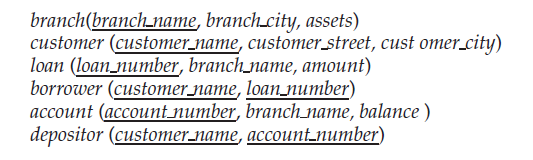 branch(branch_name, branch_city, assets)
customer (customer_name, customer_street, cust omer_city)
loan (loan_number, branch_name, amount)
borrower (customer_name, loan_number)
account (account_number, branch_name, balance )
depositor (customer_name, account_number)